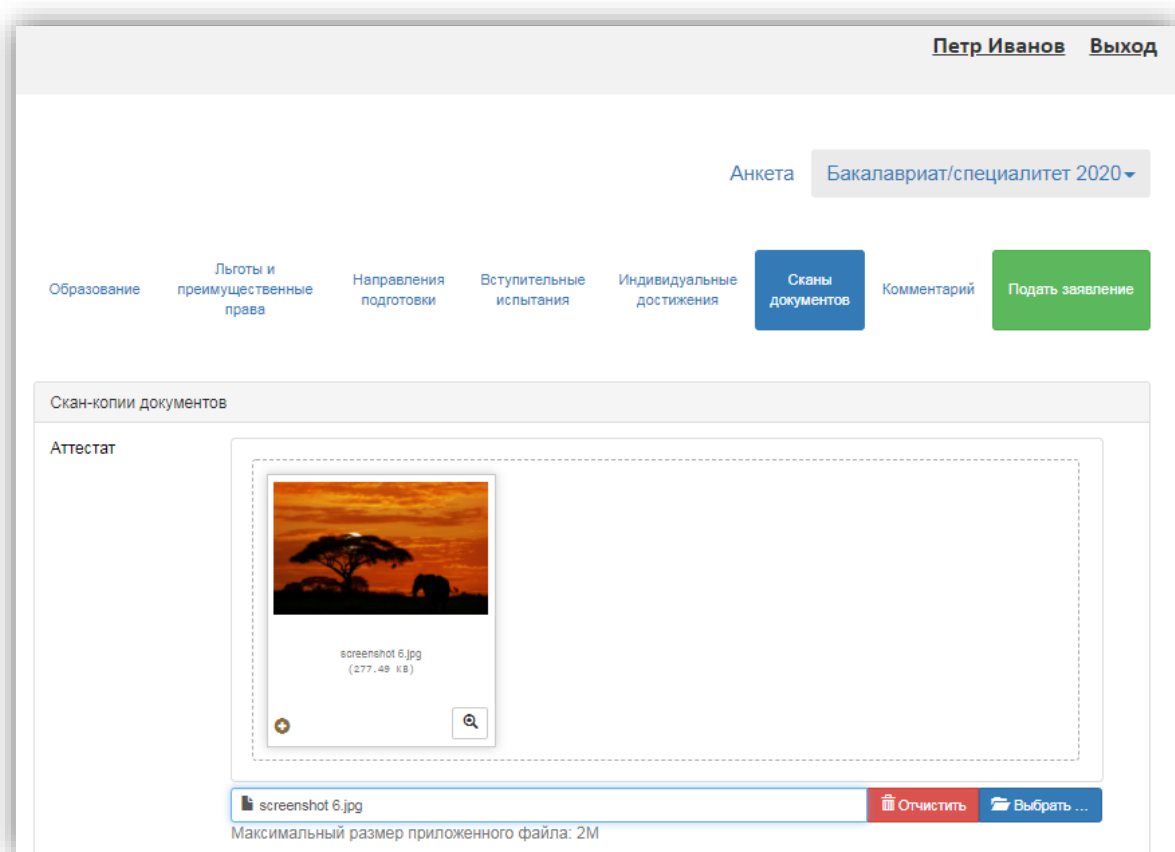 Петр Иванов Выход
Анкета Бакалавриат/специалитет 2020
Образование
Льготы и
преимущественные
права
Направления
подготовки
Вступительные
испытания
Индивидуальные
достижения
Сканы
документов
Комментарий
Подать заявление
Скан-копии документов
Аттестат
screenshot 6.jpg
(277.49 KB)
screenshot 6.jpg Отчистить Выбрать ...
Максимальный размер приложенного файла: 2М